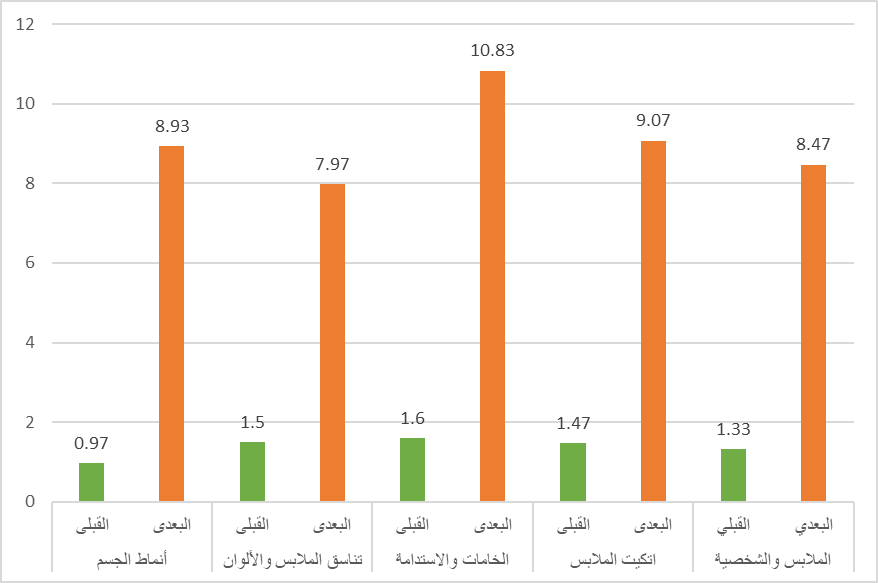 12
10
8
6
4
2
0
0.97
8.93
1.5
7.97
1.6
10.83
1.47
9.07
1.33
8.47
القبلى
البعدى
القبلى
البعدى
القبلى
البعدى
القبلى
البعدى
القبلي
البعدي
أنماط الجسم
تناسق الملابس والألوان
الخامات والاستدامة
اتكيت الملابس
الملابس والشخصية